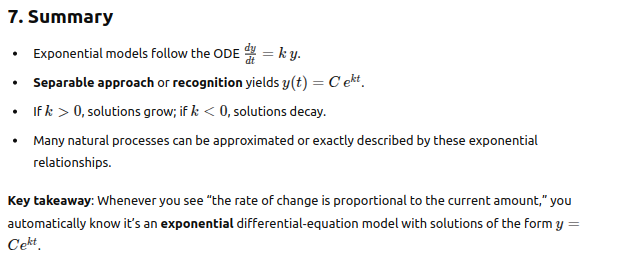 7. Summary
• Exponential models follow the ODE dy/dt = k y.
• Separable approach or recognition yields y(t) = C e^{kt}.
• If k > 0, solutions grow; if k < 0, solutions decay.
• Many natural processes can be approximated or exactly described by these exponential
relationships.
Key takeaway: Whenever you see “the rate of change is proportional to the current amount,” you
automatically know it’s an exponential differential-equation model with solutions of the form y =
Ce^{kt}.